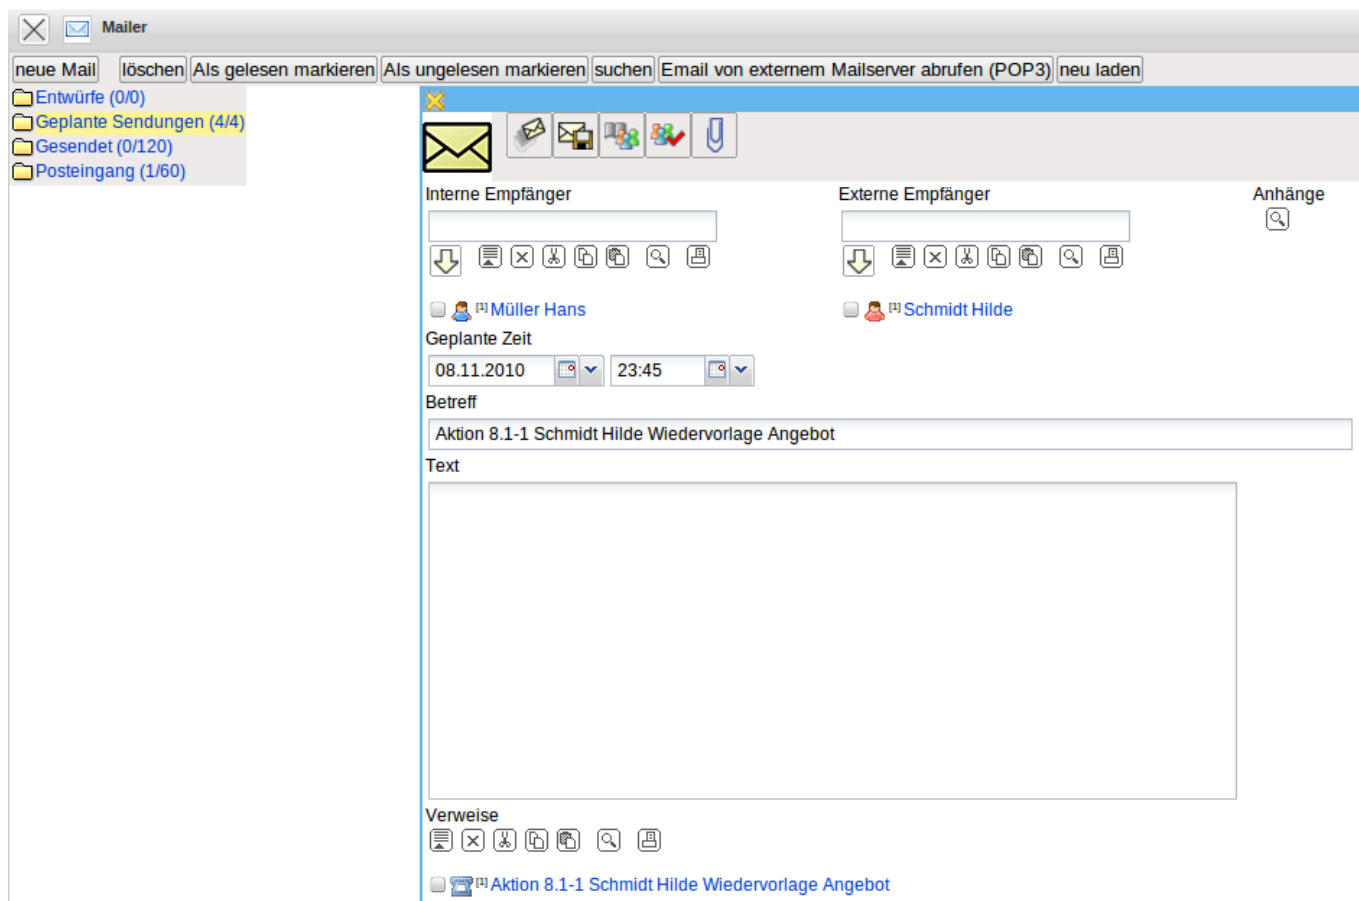 Mailer
neue Mail löschen Als gelesen markieren Als ungelesen markieren suchen Email von externem Mailserver abrufen (POP3) neu laden
Entwürfe (0/0)
Geplante Sendungen (4/4)
Gesendet (0/120)
Posteingang (1/60)
Interne Empfänger Externe Empfänger Anhänge
[1] Müller Hans [1] Schmidt Hilde
Geplante Zeit
08.11.2010 23:45
Betreff
Aktion 8.1-1 Schmidt Hilde Wiedervorlage Angebot
Text
Verweise
[1] Aktion 8.1-1 Schmidt Hilde Wiedervorlage Angebot